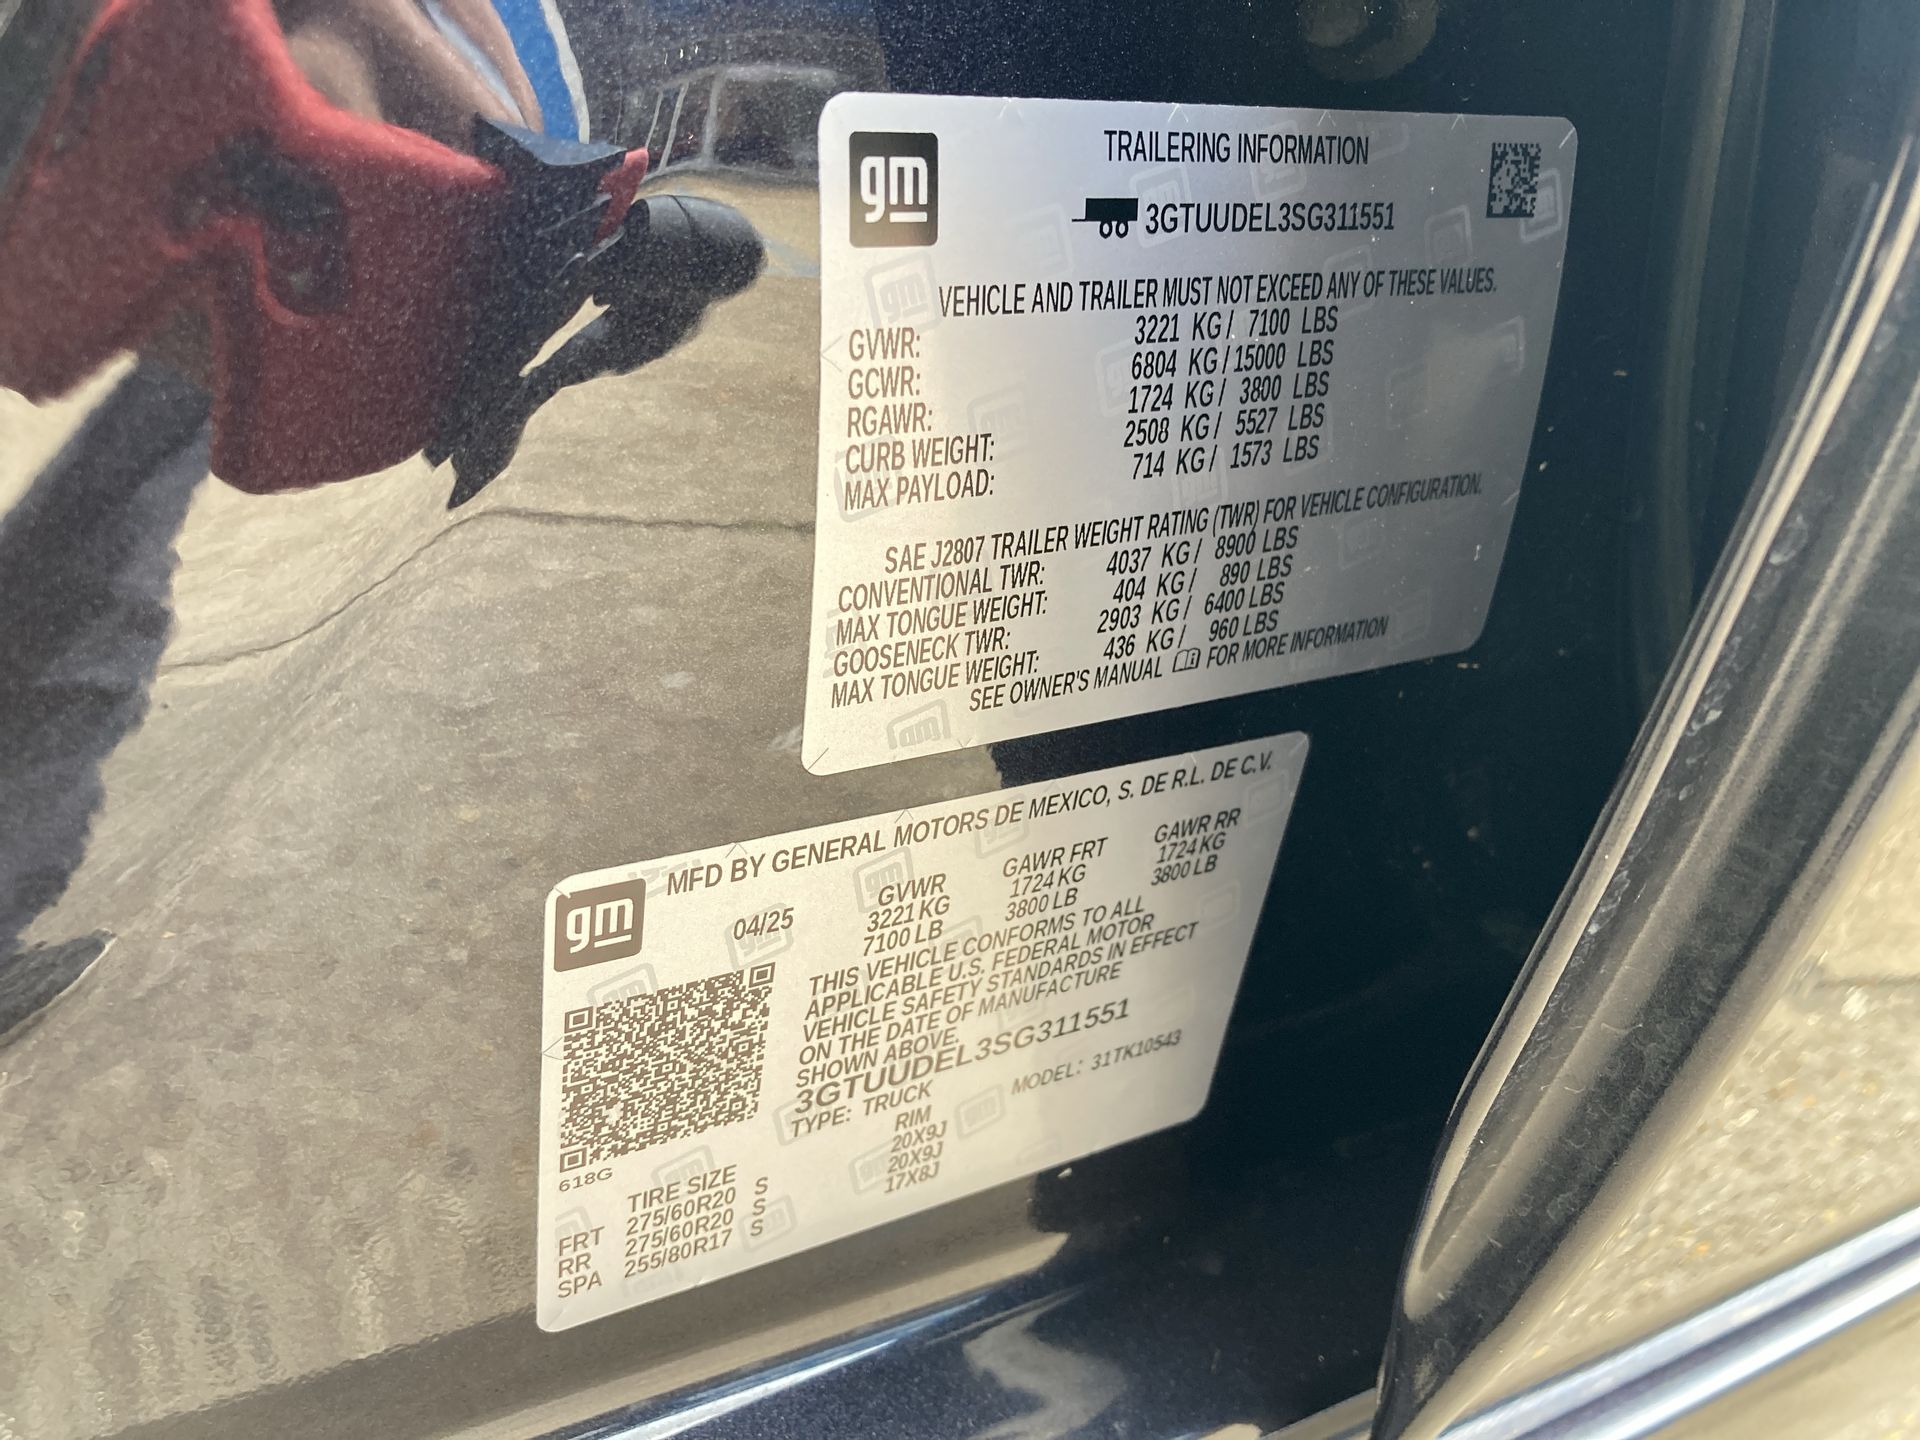 gm
TRAILERING INFORMATION
3GTUUDEL3SG311551
VEHICLE AND TRAILER MUST NOT EXCEED ANY OF THESE VALUES.
GVWR: 3221 KG/ 7100 LBS
GCWR: 6804 KG/ 15000 LBS
RGAWR: 1724 KG/ 3800 LBS
CURB WEIGHT: 2508 KG/ 5527 LBS
MAX PAYLOAD: 714 KG/ 1573 LBS
SAE J2807 TRAILER WEIGHT RATING (TWR) FOR VEHICLE CONFIGURATION.
CONVENTIONAL TWR: 4037 KG/ 8900 LBS
MAX TONGUE WEIGHT: 404 KG/ 890 LBS
GOOSENECK TWR: 2903 KG/ 6400 LBS
MAX TONGUE WEIGHT: 436 KG/ 960 LBS
SEE OWNER'S MANUAL FOR MORE INFORMATION
gm
MFD BY GENERAL MOTORS DE MEXICO, S. DE R.L. DE C.V.
04/25 GVWR GAWR FRT GAWR RR
3221 KG 1724 KG 1724 KG
7100 LB 3800 LB 3800 LB
THIS VEHICLE CONFORMS TO ALL
APPLICABLE U.S. FEDERAL MOTOR
VEHICLE SAFETY STANDARDS IN EFFECT
ON THE DATE OF MANUFACTURE
SHOWN ABOVE.
3GTUUDEL3SG311551
TYPE: TRUCK MODEL: 31TK10543
618G
TIRE SIZE RIM
FRT 275/60R20 S 20X9J
RR 275/60R20 S 20X9J
SPA 255/80R17 S 17X8J